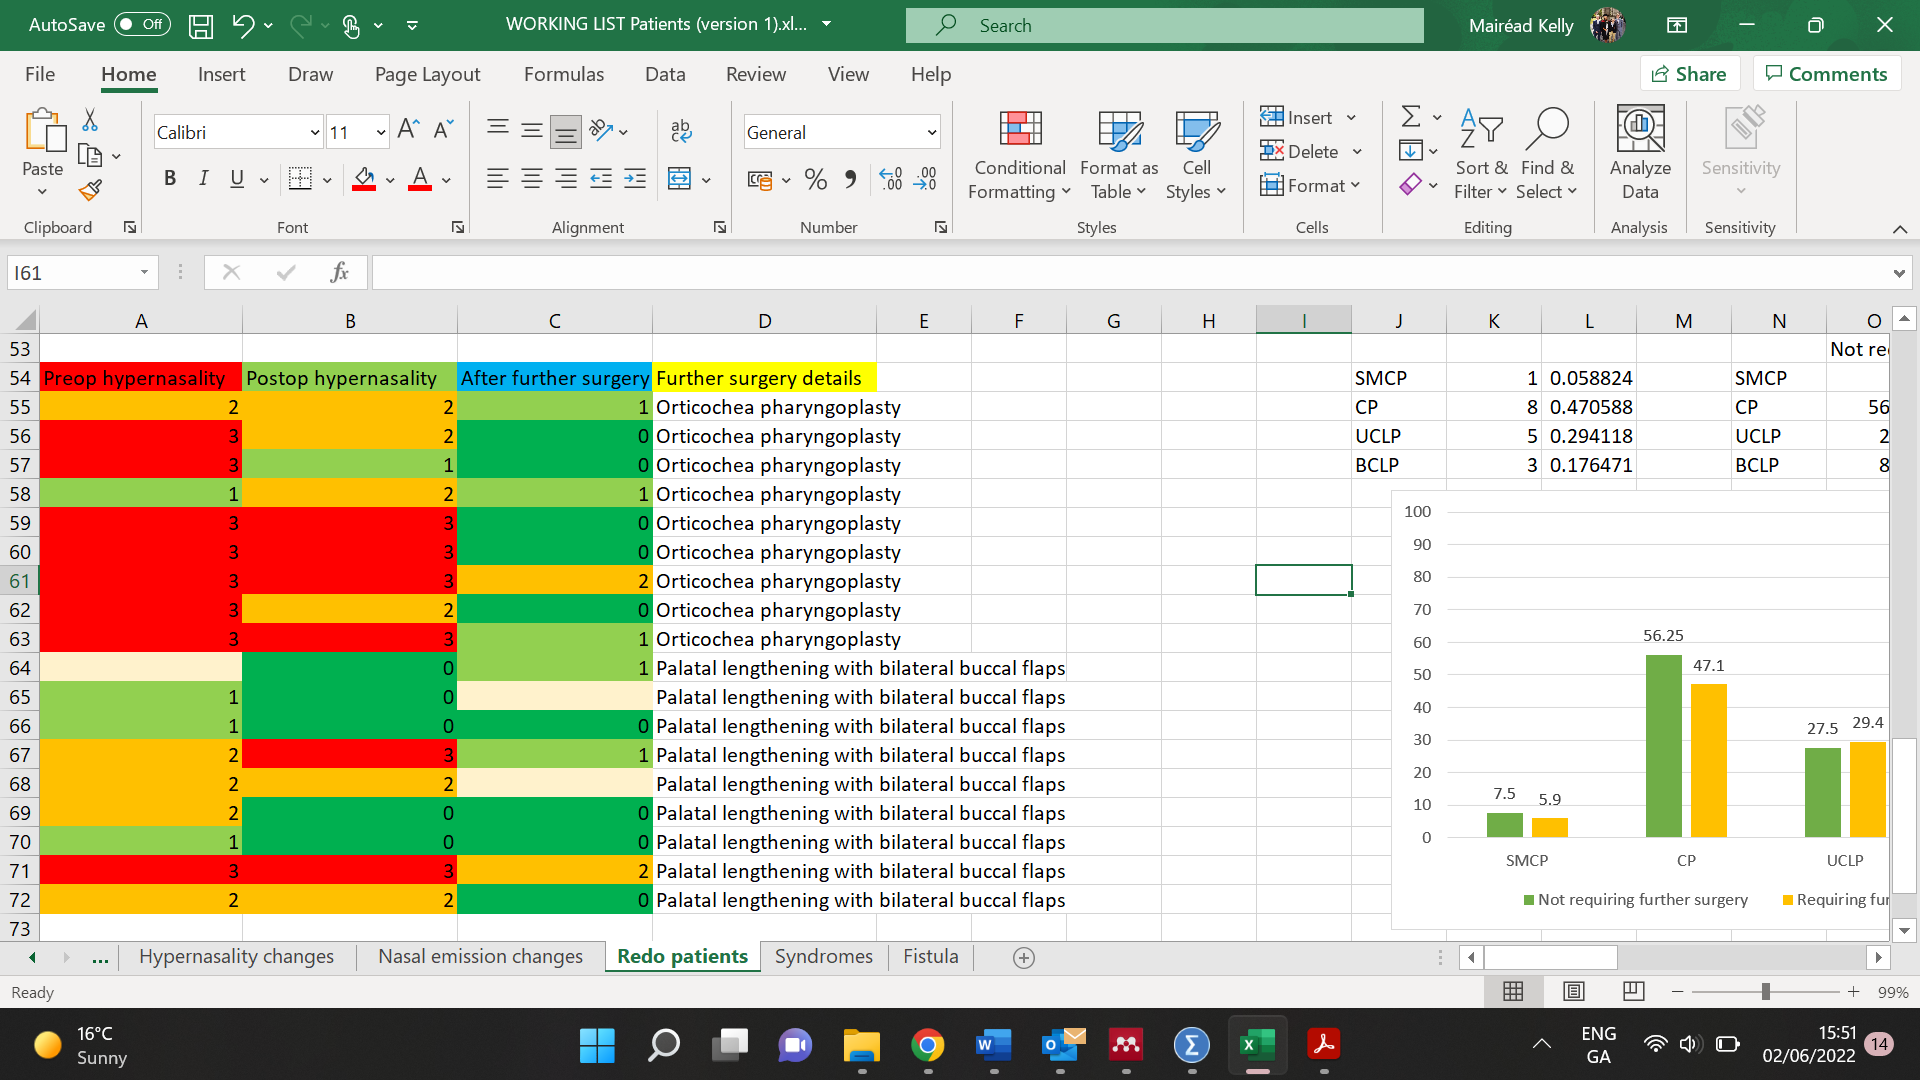 AutoSave Off WORKING LIST Patients (version 1).xl... Search Mairéad Kelly
File Home Insert Draw Page Layout Formulas Data Review View Help Share Comments
Calibri 11 General
Paste
Conditional Formatting
Format as Table
Cell Styles
Insert
Delete
Format
Sort & Filter
Find & Select
Analyze Data
Sensitivity
Clipboard Font Alignment Number Styles Cells Editing Analysis Sensitivity
I61 fx
A B C D E F G H I J K L M N O
53 Not re
54 Preop hypernasality Postop hypernasality After further surgery Further surgery details SMCP 1 0.058824 SMCP
55 2 2 1 Orticochea pharyngoplasty CP 8 0.470588 CP 56
56 3 2 0 Orticochea pharyngoplasty UCLP 5 0.294118 UCLP 2
57 3 1 0 Orticochea pharyngoplasty BCLP 3 0.176471 BCLP 8
58 1 2 1 Orticochea pharyngoplasty
59 3 3 0 Orticochea pharyngoplasty
60 3 3 0 Orticochea pharyngoplasty
61 3 3 2 Orticochea pharyngoplasty
62 3 2 0 Orticochea pharyngoplasty
63 3 3 1 Orticochea pharyngoplasty
64 0 1 Palatal lengthening with bilateral buccal flaps
65 1 0 Palatal lengthening with bilateral buccal flaps
66 1 0 0 Palatal lengthening with bilateral buccal flaps
67 2 3 1 Palatal lengthening with bilateral buccal flaps
68 2 2 Palatal lengthening with bilateral buccal flaps
69 2 0 0 Palatal lengthening with bilateral buccal flaps
70 1 0 0 Palatal lengthening with bilateral buccal flaps
71 3 3 2 Palatal lengthening with bilateral buccal flaps
72 2 2 0 Palatal lengthening with bilateral buccal flaps
73
100
90
80
70
60
50
40
30
20
10
0
7.5 5.9 56.25 47.1 27.5 29.4
SMCP CP UCLP
Not requiring further surgery Requiring fur
... Hypernasality changes Nasal emission changes Redo patients Syndromes Fistula
Ready 99%
16°C
Sunny
ENG
GA
15:51
02/06/2022
14